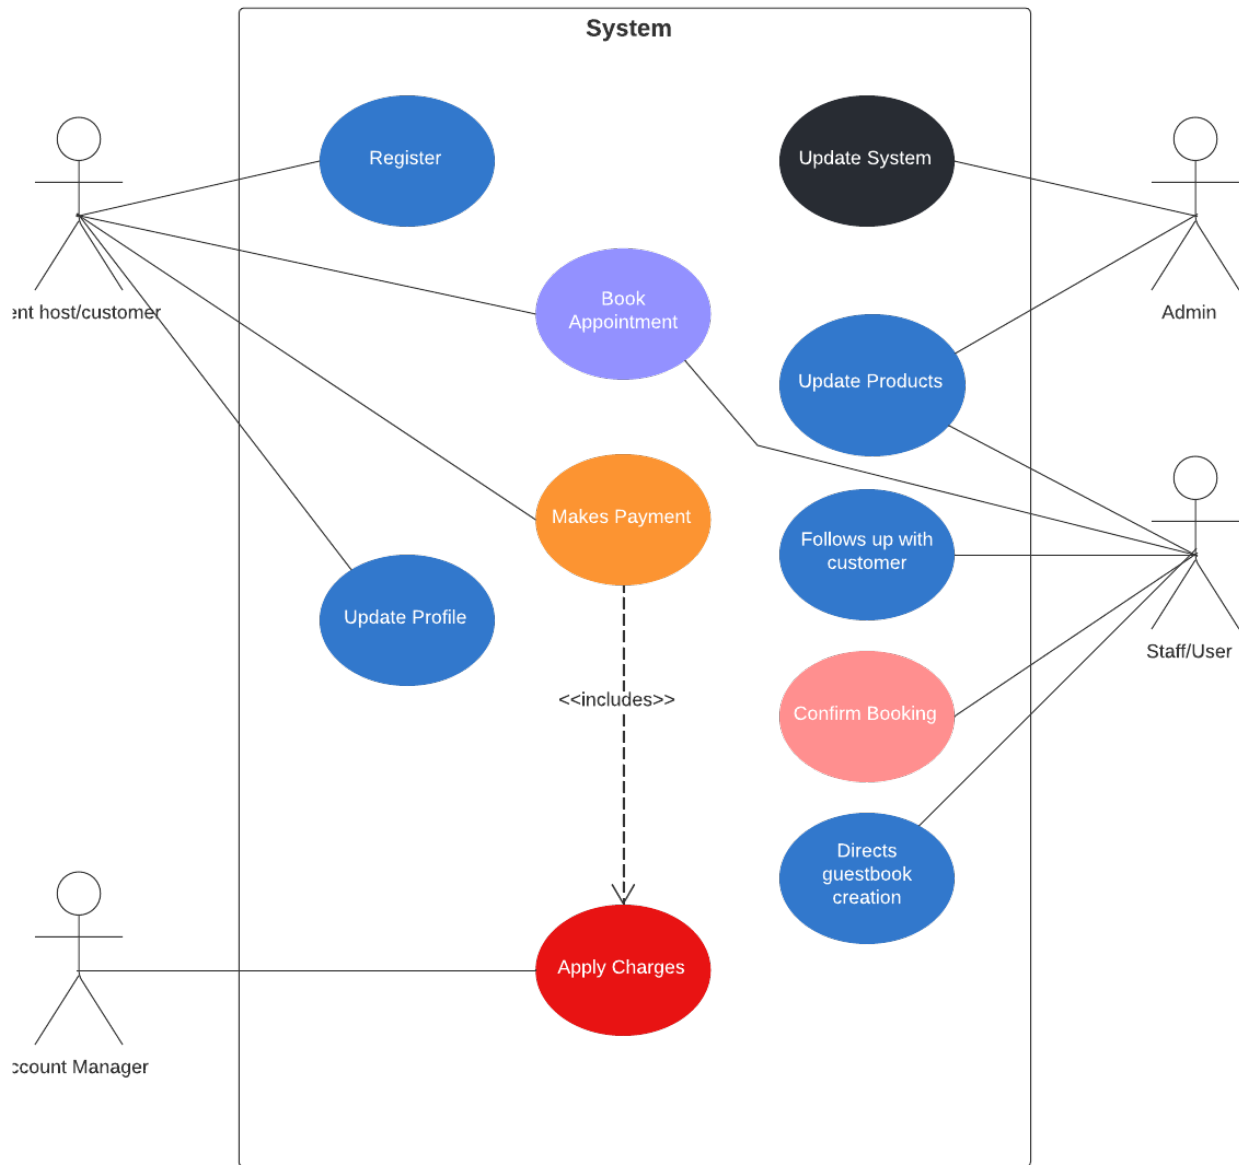 System
Register
Update System
Book
Appointment
ent host/customer
Admin
Update Products
Makes Payment
Follows up with
customer
Update Profile
Staff/User
<<includes>>
Confirm Booking
Directs
guestbook
creation
Apply Charges
ccount Manager